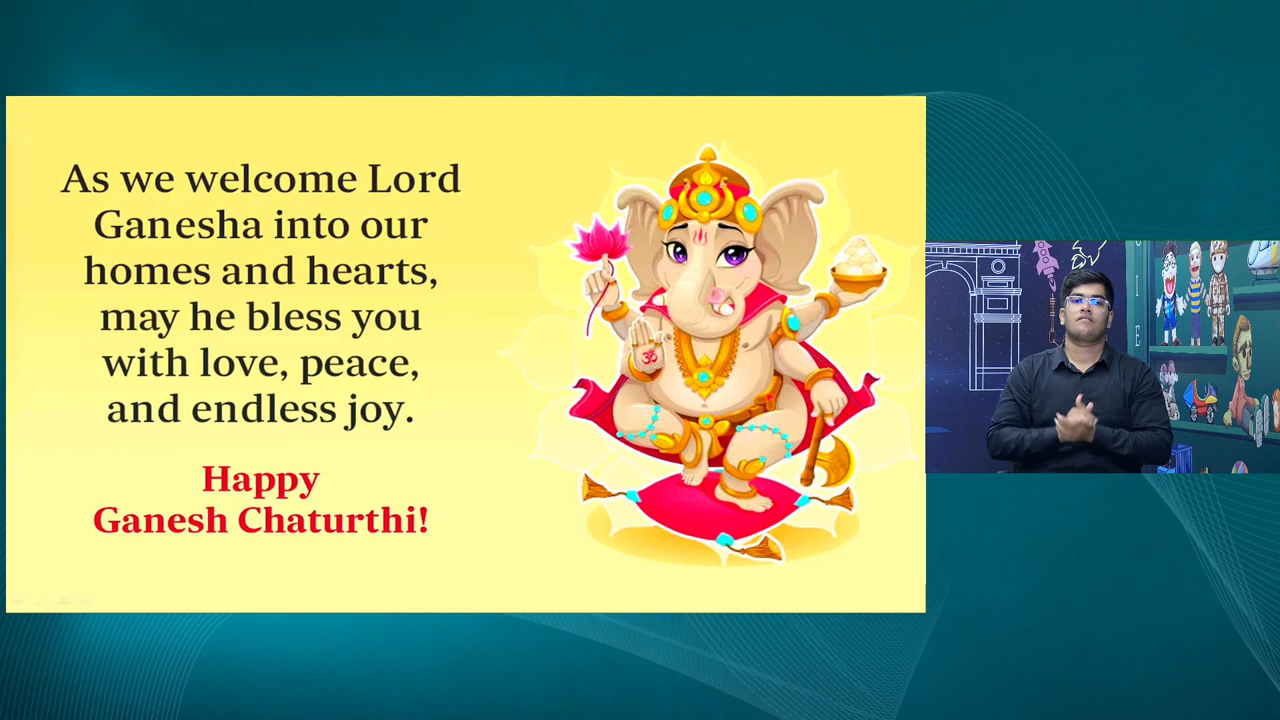 As we welcome Lord
Ganesha into our
homes and hearts,
may he bless you
with love, peace,
and endless joy.
Happy
Ganesh Chaturthi!
ॐ